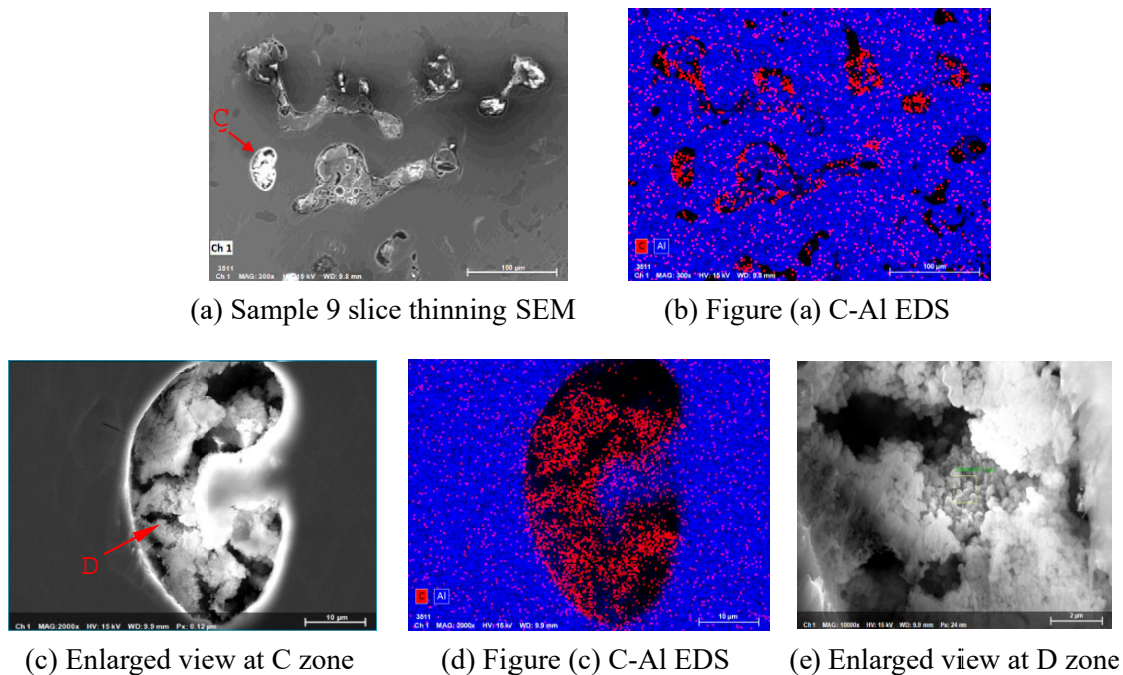 C
Ch 1
3511
Ch 1 MAG: 300x HV: 15 kV WD: 9.8 mm
100 µm
C Al
3511
Ch 1 MAG: 300x HV: 15 kV WD: 9.8 mm
100 µm
(a) Sample 9 slice thinning SEM
(b) Figure (a) C-Al EDS
D
Ch 1 MAG: 2000x HV: 15 kV WD: 9.9 mm Px: 0.12 µm
10 µm
C Al
3511
Ch 1 MAG: 2000x HV: 15 kV WD: 9.9 mm
10 µm
Ch 1 MAG: 10000x HV: 15 kV WD: 9.9 mm Px: 24 nm
2 µm
(c) Enlarged view at C zone
(d) Figure (c) C-Al EDS
(e) Enlarged view at D zone